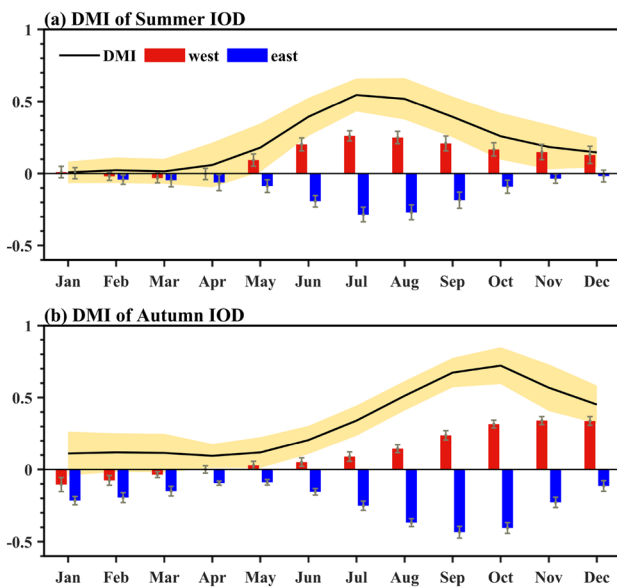 (a) DMI of Summer IOD
1
DMI west east
0.5
0
-0.5
Jan Feb Mar Apr May Jun Jul Aug Sep Oct Nov Dec
(b) DMI of Autumn IOD
1
0.5
0
-0.5
Jan Feb Mar Apr May Jun Jul Aug Sep Oct Nov Dec